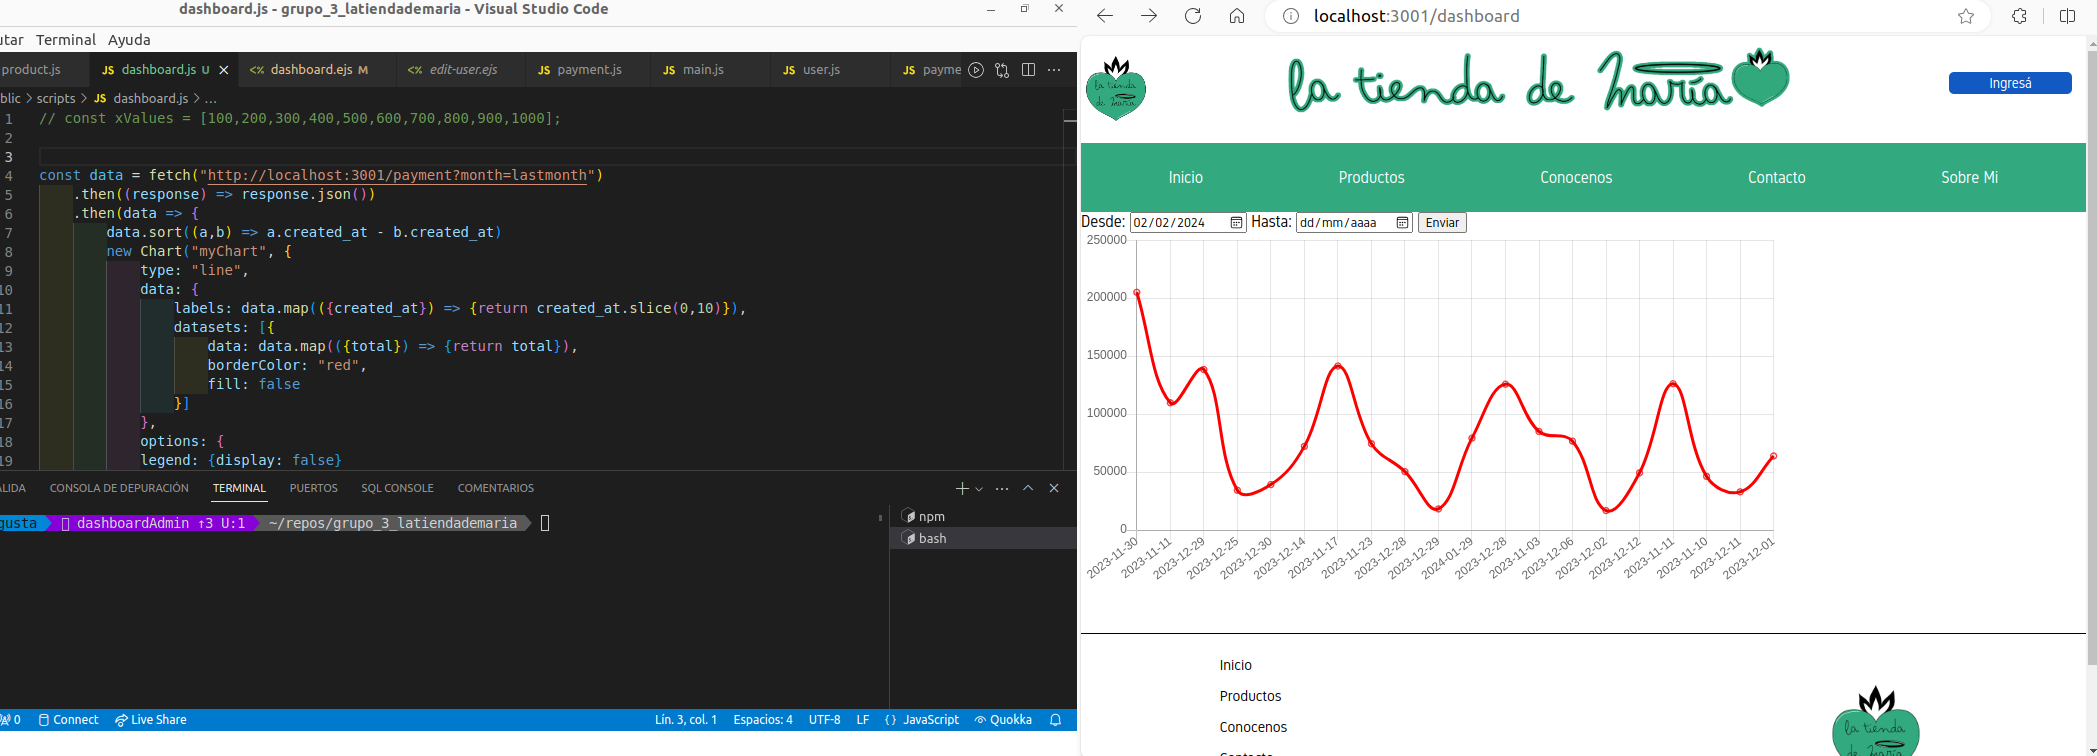 dashboard.js - grupo_3_latiendademaria - Visual Studio Code
utar Terminal Ayuda
product.js JS dashboard.js U <% dashboard.ejs M <% edit-user.ejs JS payment.js JS main.js JS user.js JS payme
blic > scripts > JS dashboard.js > ...
1 // const xValues = [100,200,300,400,500,600,700,800,900,1000];
2
3
4 const data = fetch("http://localhost:3001/payment?month=lastmonth")
5 .then((response) => response.json())
6 .then(data => {
7 data.sort((a,b) => a.created_at - b.created_at)
8 new Chart("myChart", {
9 type: "line",
10 data: {
11 labels: data.map(({created_at}) => {return created_at.slice(0,10)}),
12 datasets: [{
13 data: data.map(({total}) => {return total}),
14 borderColor: "red",
15 fill: false
16 }]
17 },
18 options: {
19 legend: {display: false}
ALIDA CONSOLA DE DEPURACIÓN TERMINAL PUERTOS SQL CONSOLE COMENTARIOS
gusta dashboardAdmin ↑3 U:1 ~/repos/grupo_3_latiendademaria
npm
bash
0 Connect Live Share Lín. 3, col. 1 Espacios: 4 UTF-8 LF {} JavaScript Quokka
localhost:3001/dashboard
la tienda
de maría
la tienda de maría
Ingresá
Inicio Productos Conocenos Contacto Sobre Mi
Desde: 02/02/2024 Hasta: dd/mm/aaaa Enviar
250000
200000
150000
100000
50000
0
2023-11-30 2023-11-11 2023-12-29 2023-12-25 2023-12-30 2023-12-14 2023-11-17 2023-11-23 2023-12-28 2023-12-29 2024-01-29 2023-12-28 2023-11-03 2023-12-06 2023-12-02 2023-12-12 2023-11-11 2023-11-10 2023-12-11 2023-12-01
Inicio
Productos
Conocenos
Contacto
la tienda
de maría